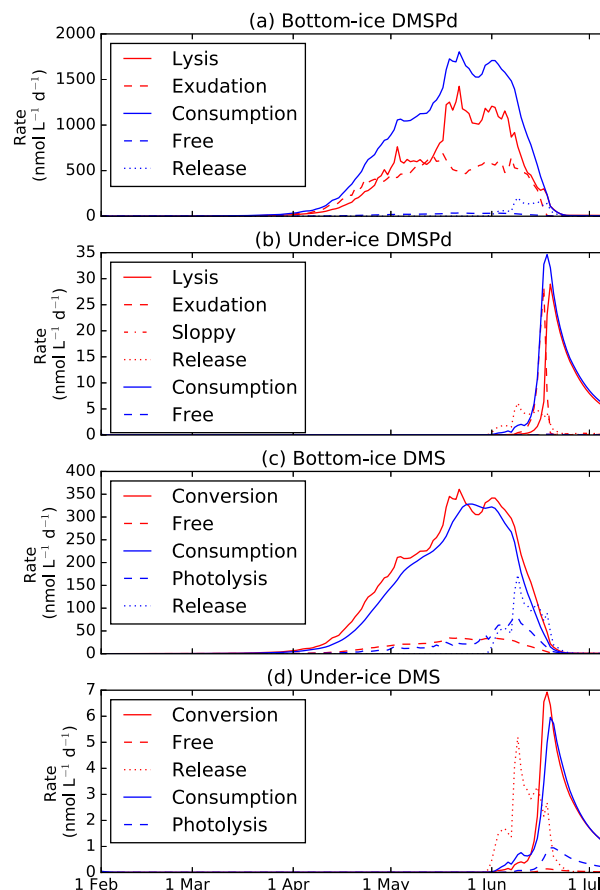 (a) Bottom-ice DMSPd
2000
1500
1000
500
0
Rate
(nmol L⁻¹ d⁻¹)
Lysis
Exudation
Consumption
Free
Release
(b) Under-ice DMSPd
35
30
25
20
15
10
5
0
Rate
(nmol L⁻¹ d⁻¹)
Lysis
Exudation
Sloppy
Release
Consumption
Free
(c) Bottom-ice DMS
400
350
300
250
200
150
100
50
0
Rate
(nmol L⁻¹ d⁻¹)
Conversion
Free
Consumption
Photolysis
Release
(d) Under-ice DMS
7
6
5
4
3
2
1
0
Rate
(nmol L⁻¹ d⁻¹)
Conversion
Free
Release
Consumption
Photolysis
1 Feb 1 Mar 1 Apr 1 May 1 Jun 1 Jul